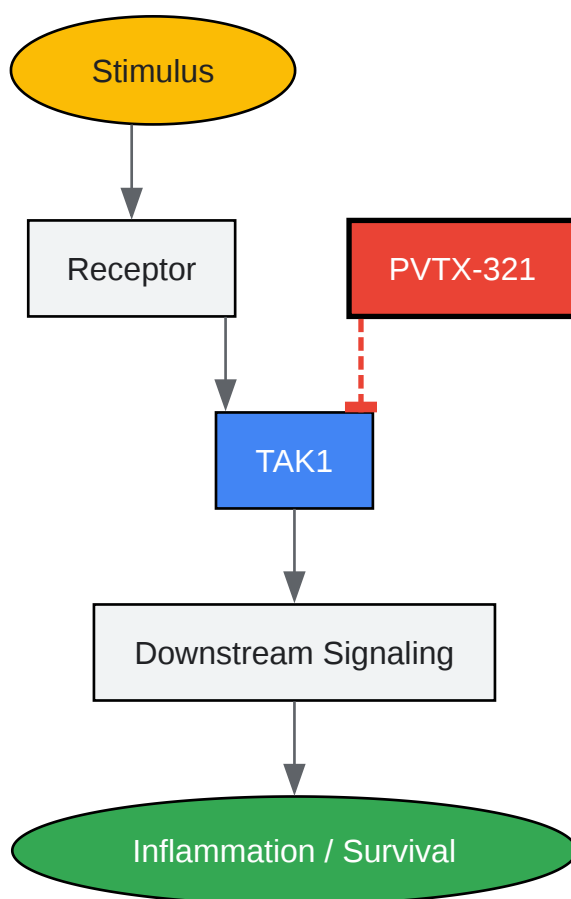 Stimulus
Receptor
PVTX-321
TAK1
Downstream Signaling
Inflammation / Survival